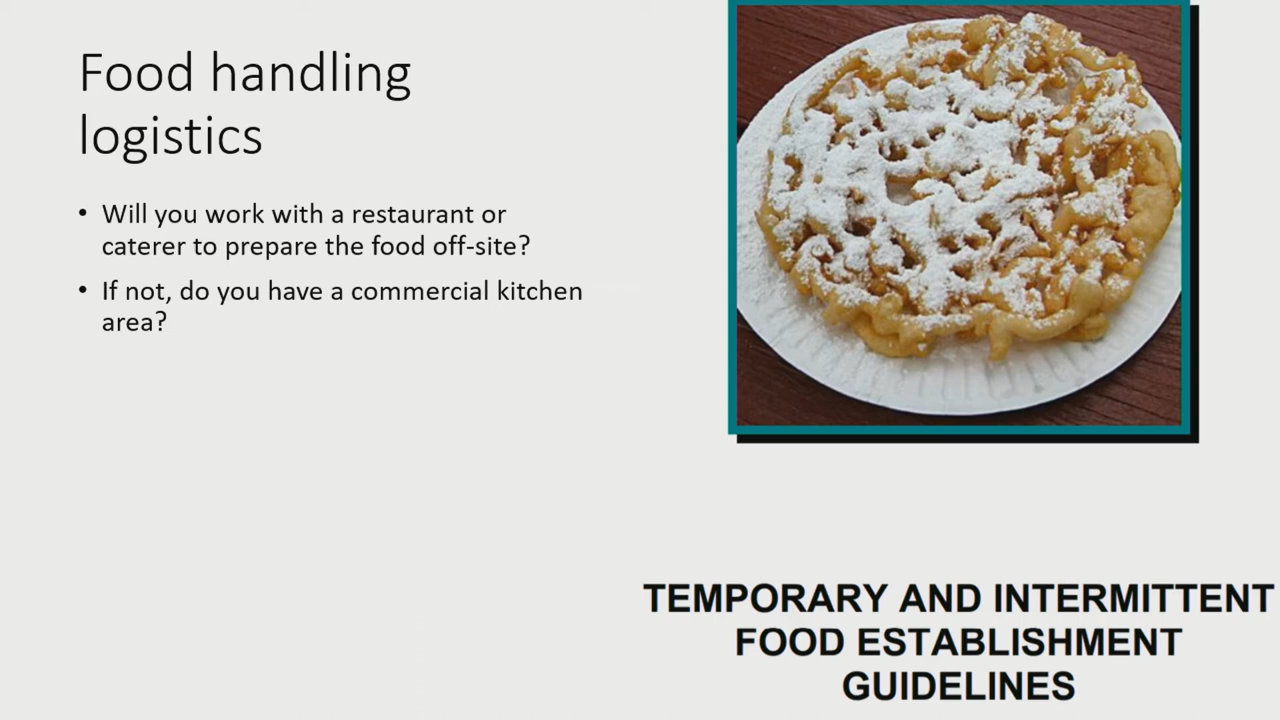 Food handling
logistics
• Will you work with a restaurant or
caterer to prepare the food off-site?
• If not, do you have a commercial kitchen
area?
TEMPORARY AND INTERMITTENT
FOOD ESTABLISHMENT
GUIDELINES